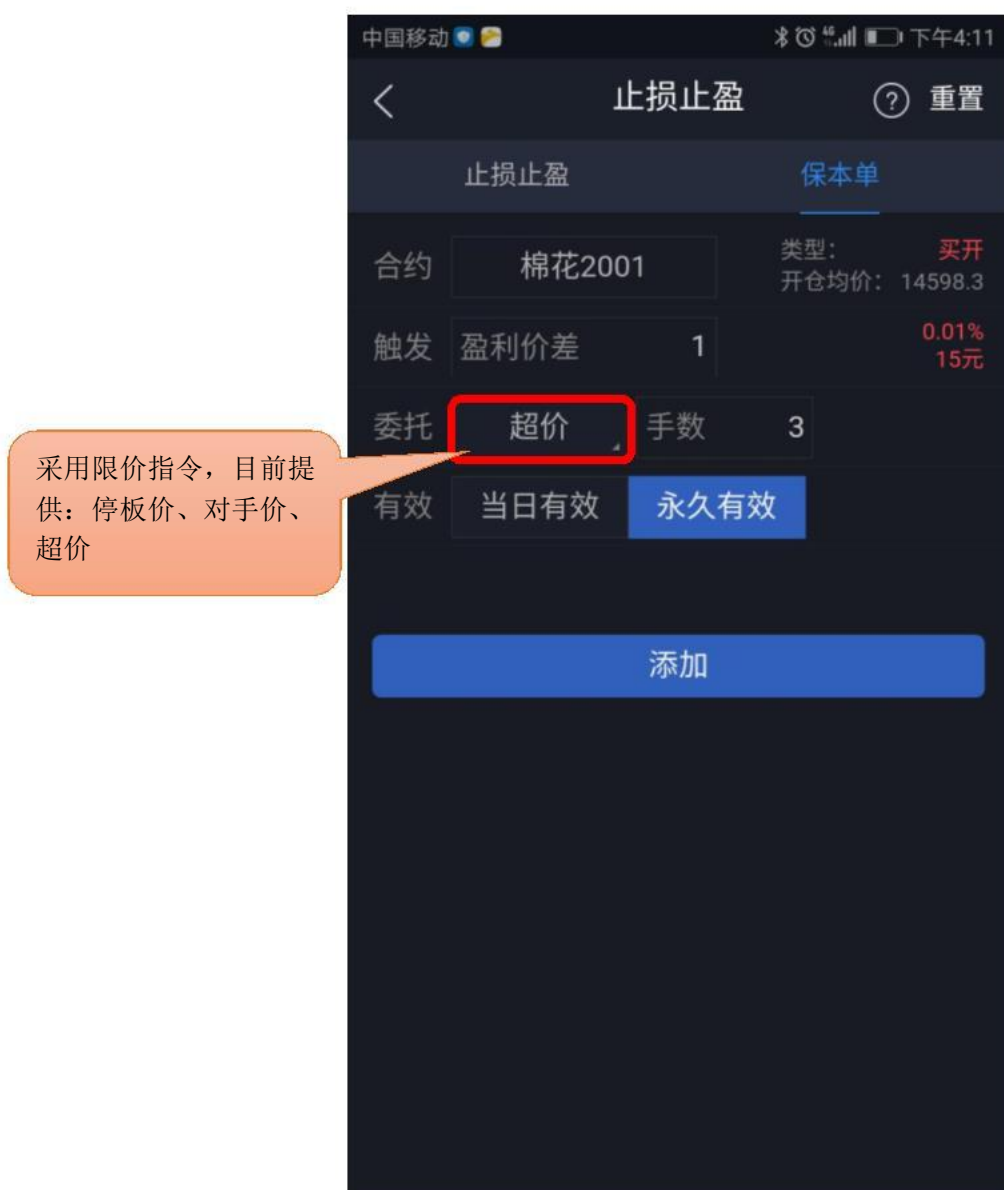 中国移动 4G 下午4:11
止损止盈 ? 重置
止损止盈 保本单
合约 棉花2001 类型: 买开
开仓均价: 14598.3
触发 盈利价差 1 0.01%
15元
委托 超价 手数 3
采用限价指令，目前提
供：停板价、对手价、
超价
有效 当日有效 永久有效
添加